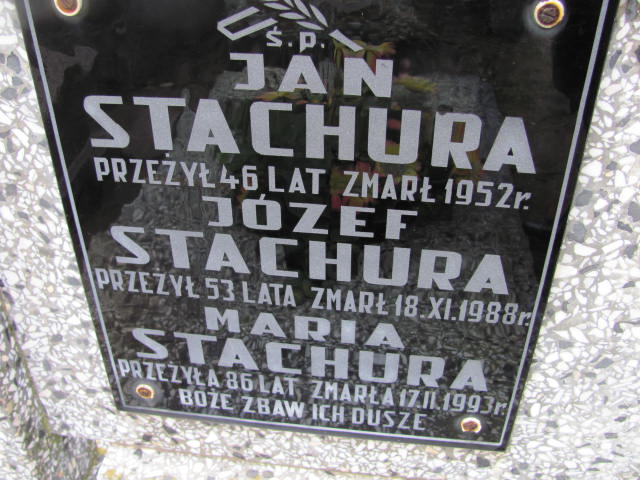 ś.p.
JAN
STACHURA
PRZEŻYŁ 46 LAT ZMARŁ 1952r.
JÓZEF
STACHURA
PRZEŻYŁ 53 LATA ZMARŁ 18.XI.1988r.
MARIA
STACHURA
PRZEŻYŁA 86 LAT ZMARŁA 17.II.1993r.
BOŻE ZBAW ICH DUSZE